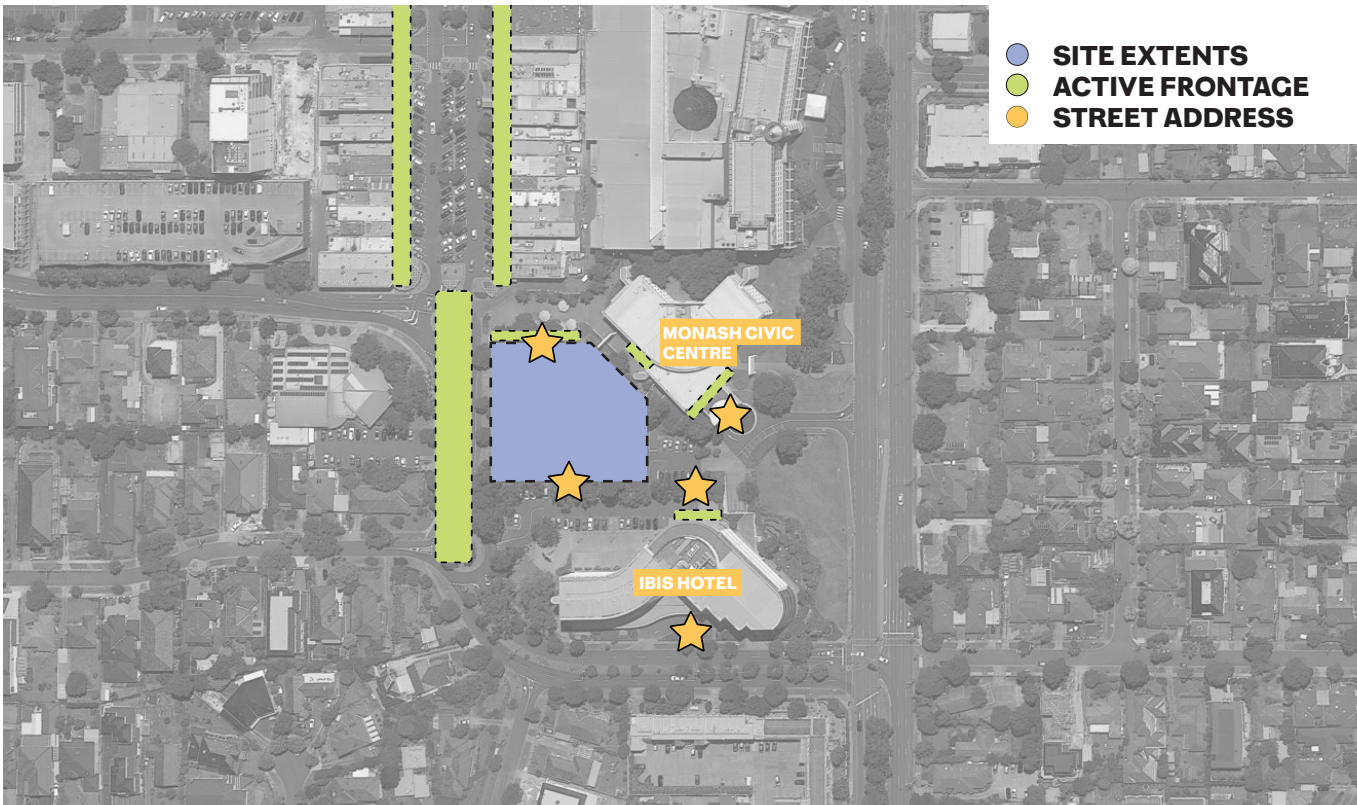 SITE EXTENTS
ACTIVE FRONTAGE
STREET ADDRESS
MONASH CIVIC
CENTRE
IBIS HOTEL